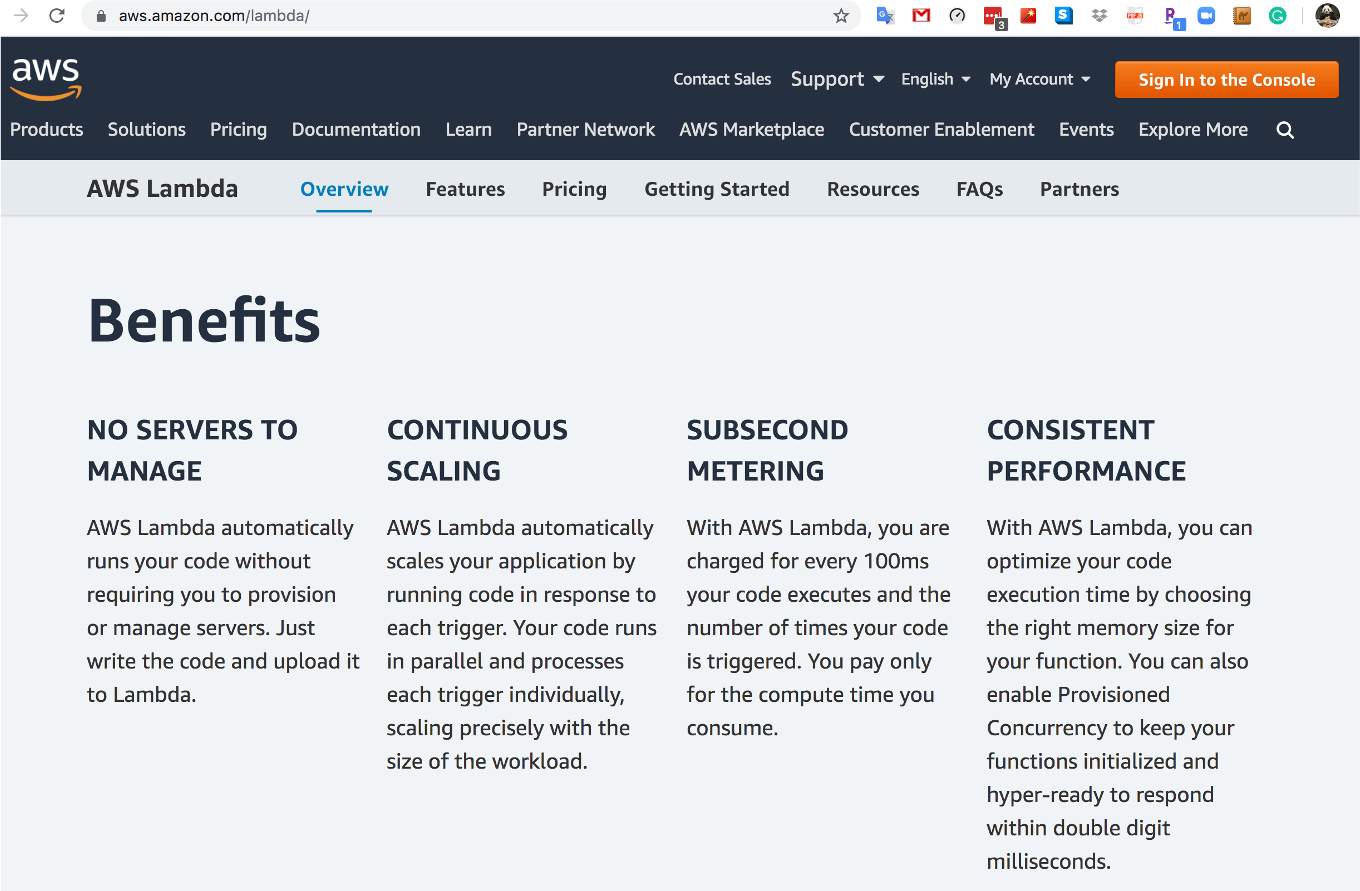 aws.amazon.com/lambda/
3
S
1
aws
Contact Sales Support English My Account Sign In to the Console
Products Solutions Pricing Documentation Learn Partner Network AWS Marketplace Customer Enablement Events Explore More
AWS Lambda Overview Features Pricing Getting Started Resources FAQs Partners
Benefits
NO SERVERS TO
MANAGE
AWS Lambda automatically
runs your code without
requiring you to provision
or manage servers. Just
write the code and upload it
to Lambda.
CONTINUOUS
SCALING
AWS Lambda automatically
scales your application by
running code in response to
each trigger. Your code runs
in parallel and processes
each trigger individually,
scaling precisely with the
size of the workload.
SUBSECOND
METERING
With AWS Lambda, you are
charged for every 100ms
your code executes and the
number of times your code
is triggered. You pay only
for the compute time you
consume.
CONSISTENT
PERFORMANCE
With AWS Lambda, you can
optimize your code
execution time by choosing
the right memory size for
your function. You can also
enable Provisioned
Concurrency to keep your
functions initialized and
hyper-ready to respond
within double digit
milliseconds.